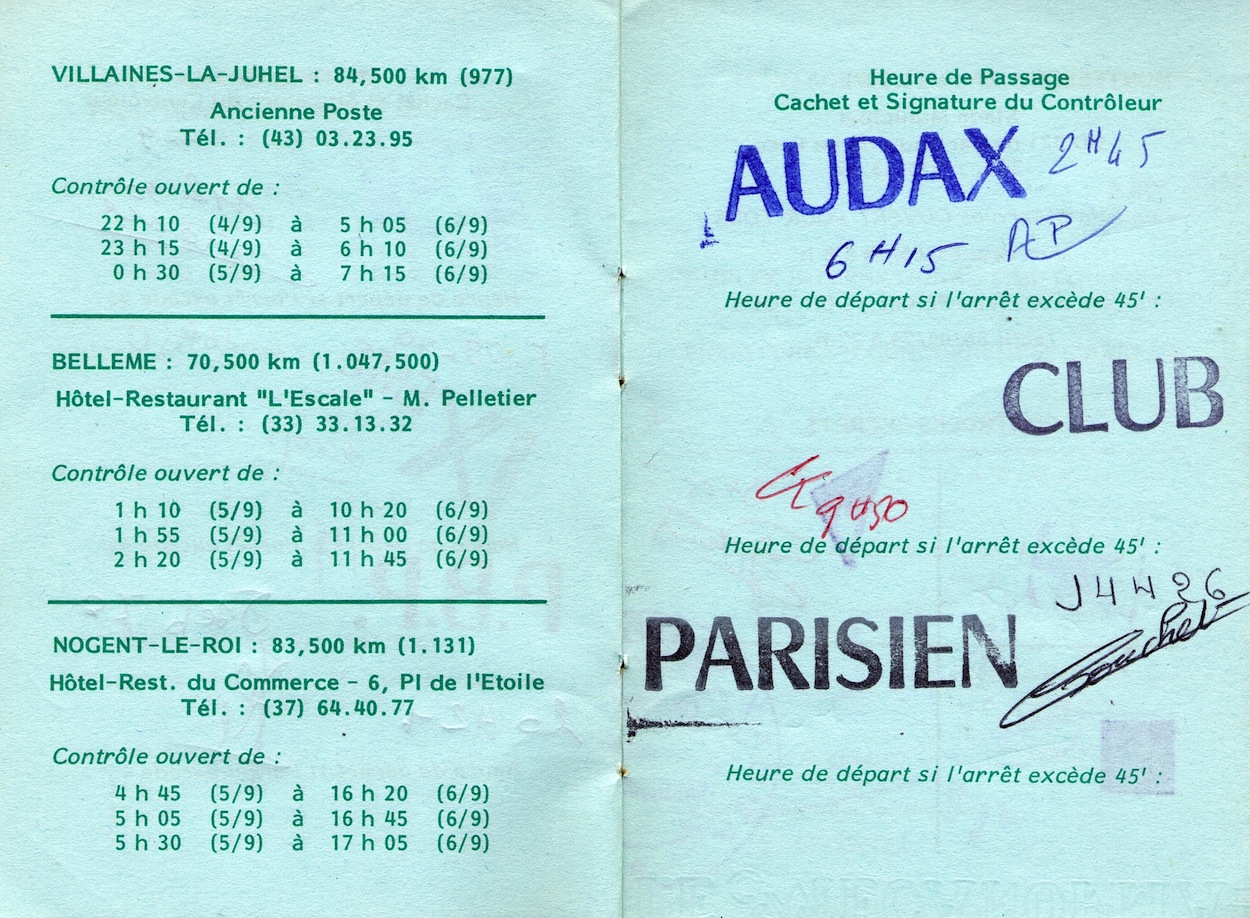 VILLAINES-LA-JUHEL : 84,500 km (977)
Ancienne Poste
Tél. : (43) 03.23.95
Contrôle ouvert de :
22 h 10 (4/9) à 5 h 05 (6/9)
23 h 15 (4/9) à 6 h 10 (6/9)
0 h 30 (5/9) à 7 h 15 (6/9)
BELLEME : 70,500 km (1.047,500)
Hôtel-Restaurant "L'Escale" - M. Pelletier
Tél. : (33) 33.13.32
Contrôle ouvert de :
1 h 10 (5/9) à 10 h 20 (6/9)
1 h 55 (5/9) à 11 h 00 (6/9)
2 h 20 (5/9) à 11 h 45 (6/9)
NOGENT-LE-ROI : 83,500 km (1.131)
Hôtel-Rest. du Commerce - 6, Pl de l'Etoile
Tél. : (37) 64.40.77
Contrôle ouvert de :
4 h 45 (5/9) à 16 h 20 (6/9)
5 h 05 (5/9) à 16 h 45 (6/9)
5 h 30 (5/9) à 17 h 05 (6/9)
Heure de Passage
Cachet et Signature du Contrôleur
AUDAX 2H45
6H15 AP
Heure de départ si l'arrêt excède 45' :
CLUB
9H50
Heure de départ si l'arrêt excède 45' :
14H26
PARISIEN
Heure de départ si l'arrêt excède 45' :